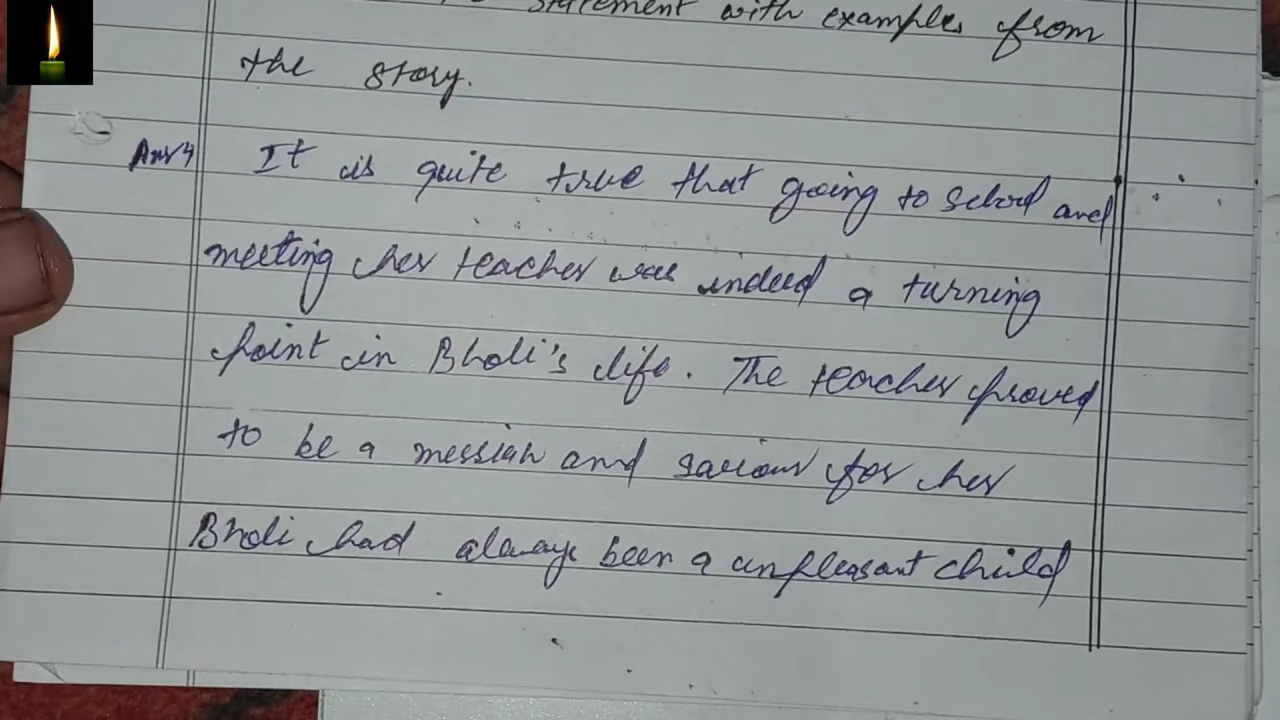 statement with examples from
the story.
Ans 4 It is quite true that going to school and
meeting her teacher was indeed a turning
point in Bholi's life. The teacher proved
to be a messiah and saviour for her
Bholi had always been a unpleasant child